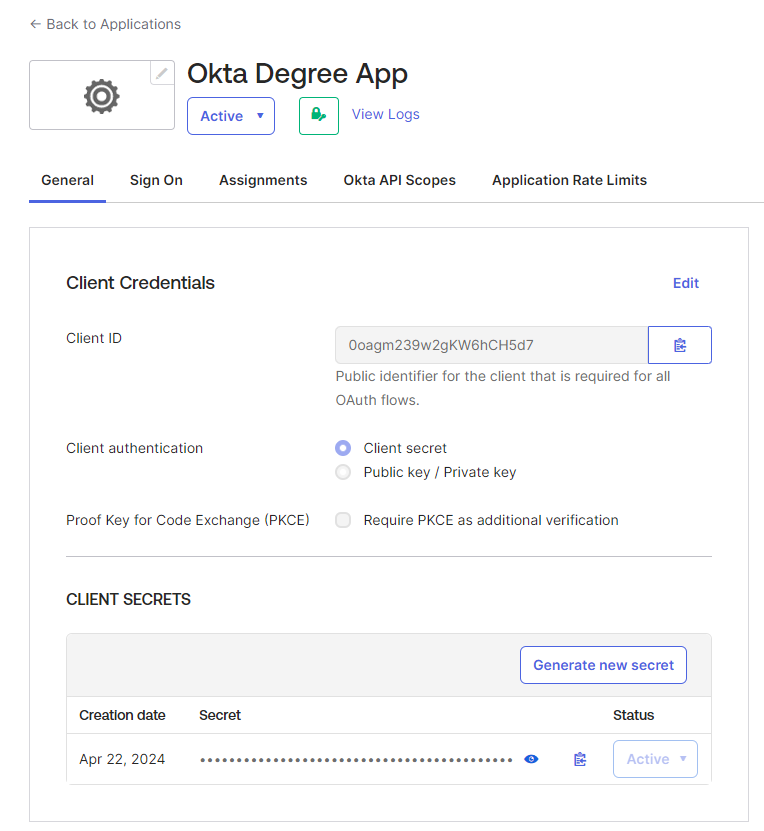 ← Back to Applications
Okta Degree App
Active ▼ View Logs
General Sign On Assignments Okta API Scopes Application Rate Limits
Client Credentials Edit
Client ID 0oagm239w2gKW6hCH5d7
Public identifier for the client that is required for all
OAuth flows.
Client authentication Client secret
Public key / Private key
Proof Key for Code Exchange (PKCE) Require PKCE as additional verification
CLIENT SECRETS
Generate new secret
Creation date Secret Status
Apr 22, 2024 •••••••••••••••••••••••••••••••••••••••••• Active ▼